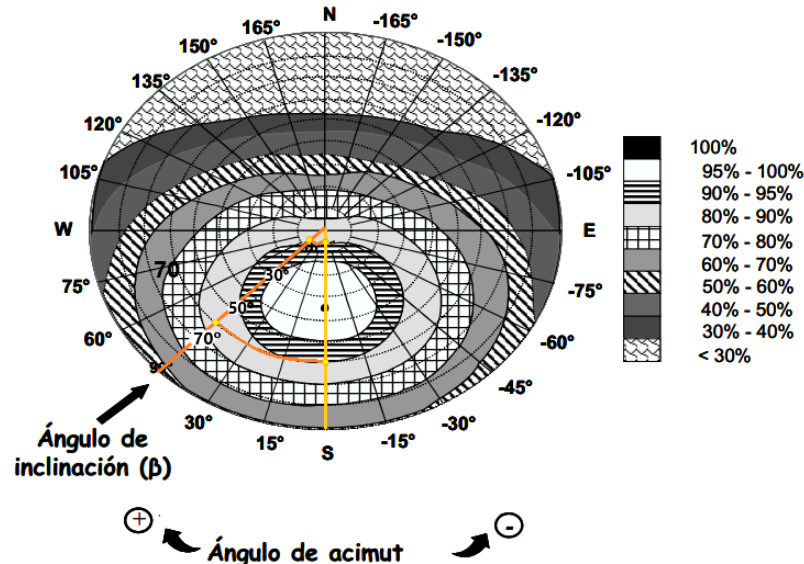 N
165°
-165°
150°
-150°
135°
-135°
120°
-120°
105°
-105°
W
E
75°
-75°
60°
-60°
-45°
30°
-30°
15°
-15°
S
70
30°
50°
70°
100%
95% - 100%
90% - 95%
80% - 90%
70% - 80%
60% - 70%
50% - 60%
40% - 50%
30% - 40%
< 30%
Ángulo de
inclinación (β)
+
-
Ángulo de acimut